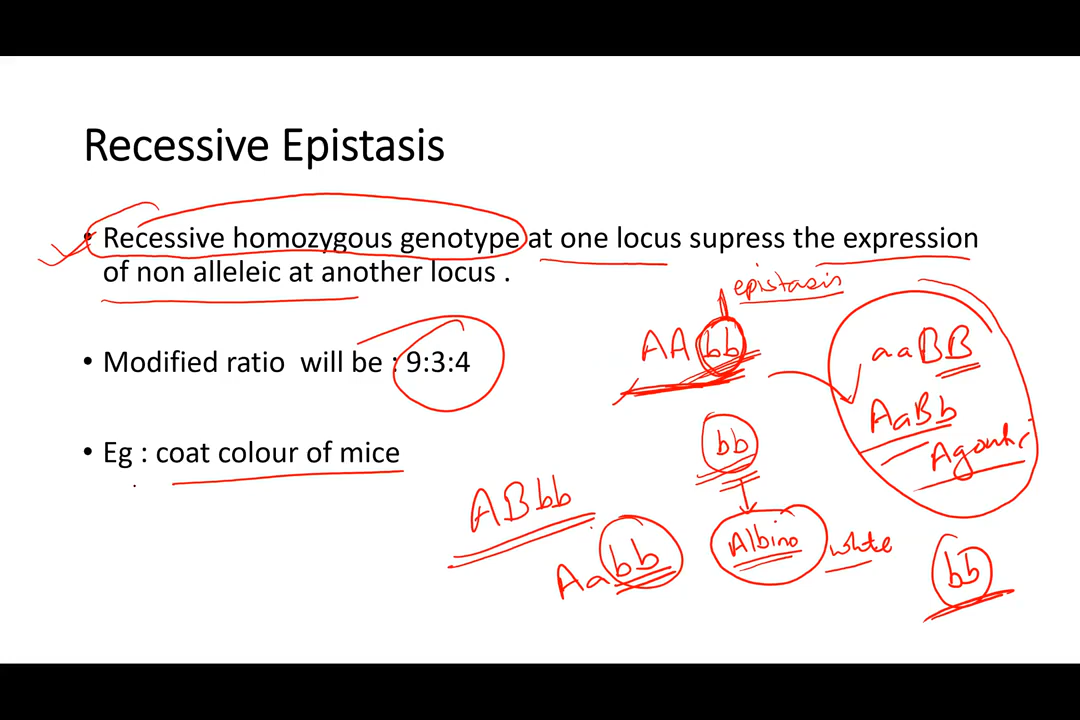 Recessive Epistasis
• Recessive homozygous genotype at one locus supress the expression
of non alleleic at another locus .
epistasis
AA bb
aaBB
• Modified ratio will be : 9:3:4
AaBb
Agouti
bb
• Eg : coat colour of mice
ABbb
Albino white
Aabb
bb